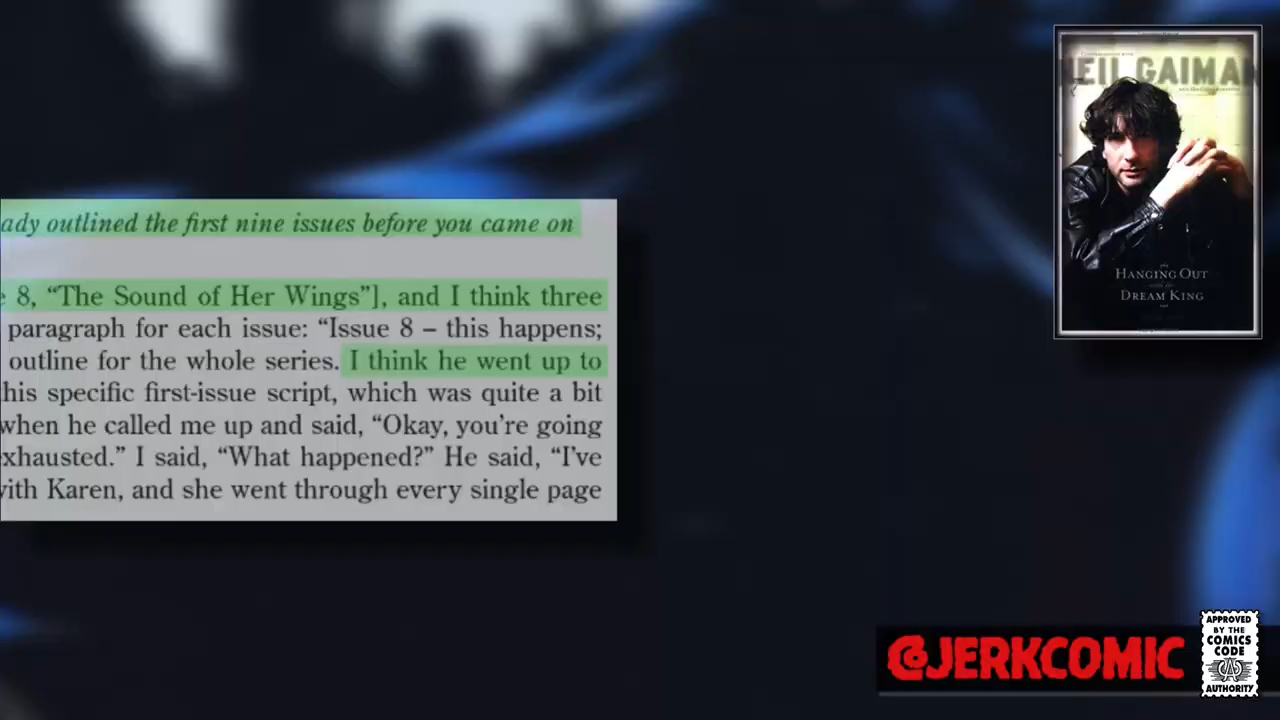 ady outlined the first nine issues before you came on
e 8, “The Sound of Her Wings”], and I think three
paragraph for each issue: “Issue 8 – this happens;
outline for the whole series. I think he went up to
his specific first-issue script, which was quite a bit
when he called me up and said, “Okay, you’re going
xhausted.” I said, “What happened?” He said, “I’ve
ith Karen, and she went through every single page
NEIL GAIMAN
HANGING OUT
with the
DREAM KING
@JERKCOMIC
APPROVED
BY THE
COMICS
CODE
AUTHORITY